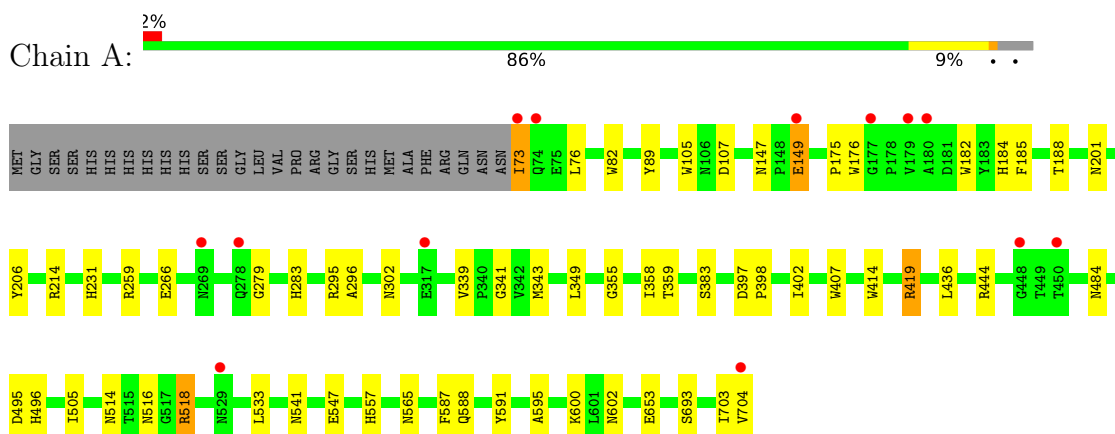 2%
Chain A:
86% 9% • •
MET GLY SER SER HIS HIS HIS HIS HIS HIS SER SER GLY LEU VAL PRO ARG GLY SER HIS MET ALA PHE ARG GLN ASN ASN I73 Q74 E75 L76 W82 Y89 W105 N106 D107 N147 P148 E149 P175 W176 G177 P178 V179 A180 D181 W182 Y183 H184 F185 T188 N201
Y206 R214 H231 R259 E266 N269 Q278 G279 H283 R295 A296 N302 E317 V339 P340 G341 V342 M343 L349 G355 I358 T359 S383 D397 P398 I402 W407 W414 R419 L436 R444 G448 T449 T450 N484
D495 H496 I505 N514 T515 N516 G517 R518 N529 L533 N541 E547 H557 N565 F587 Q588 Y591 A595 K600 L601 N602 E653 S693 I703 V704